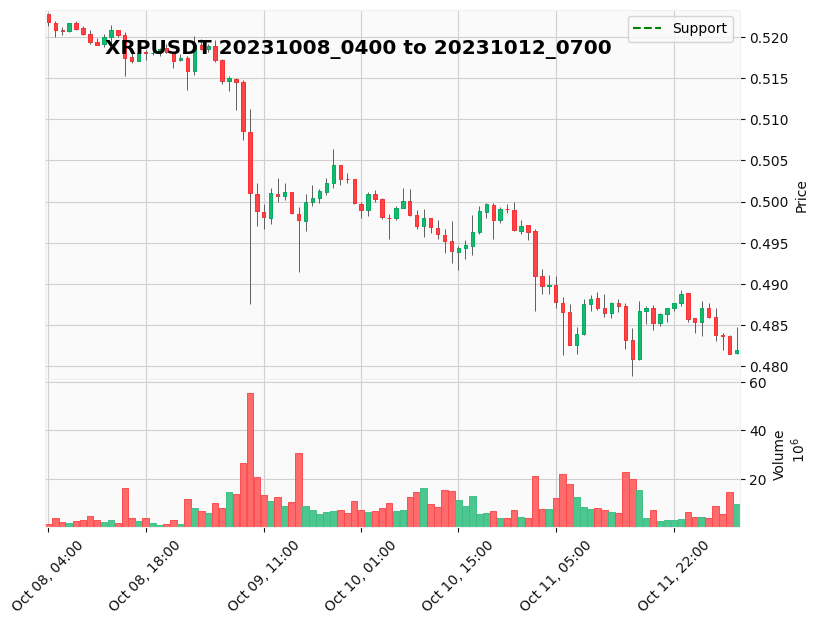 XRPUSDT 20231008_0400 to 20231012_0700
Support
0.520
0.515
0.510
0.505
0.500
0.495
0.490
0.485
0.480
Price
60
40
20
Volume
10^6
Oct 08, 04:00
Oct 08, 18:00
Oct 09, 11:00
Oct 10, 01:00
Oct 10, 15:00
Oct 11, 05:00
Oct 11, 22:00